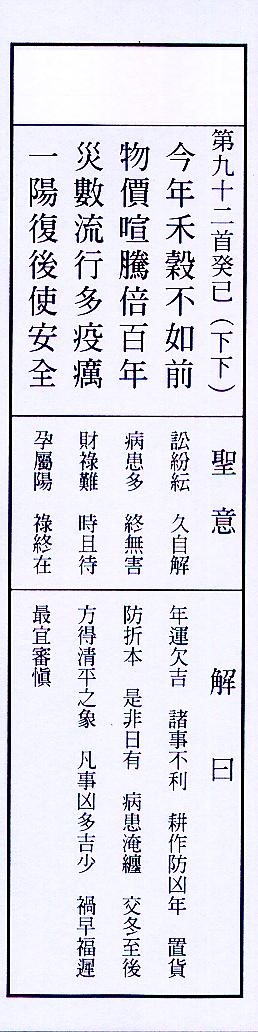 第九十二首癸巳（下下）
今年禾穀不如前
物價喧騰倍百年
災數流行多疫癘
一陽復後使安全
聖意
訟紛紜　久自解
病患多　終無害
財祿難　時且待
孕屬陽　祿終在
解曰
年運欠吉　諸事不利　耕作防凶年　置貨
防折本　是非日有　病患淹纏　交冬至後
方得清平之象　凡事凶多吉少　禍早福遲
最宜審慎